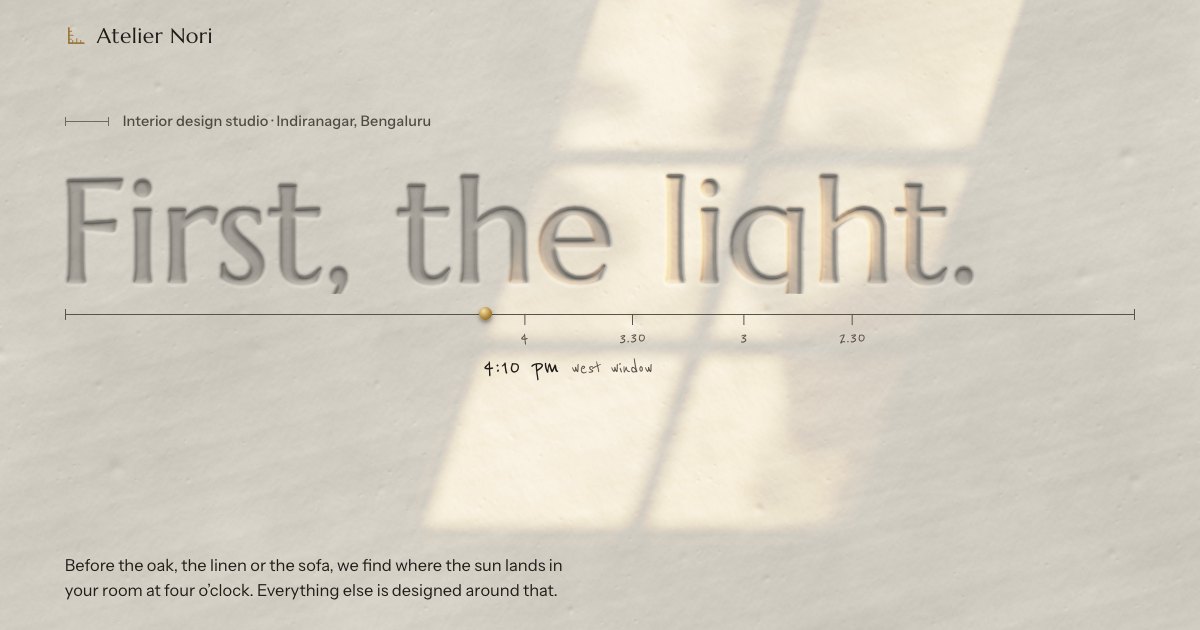 Atelier Nori
Interior design studio · Indiranagar, Bengaluru
First, the light.
4 3.30 3 2.30
4:10 pm west window
Before the oak, the linen or the sofa, we find where the sun lands in
your room at four o’clock. Everything else is designed around that.